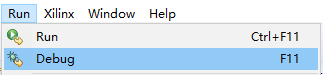 Run Xilinx Window Help
Run Ctrl+F11
Debug F11